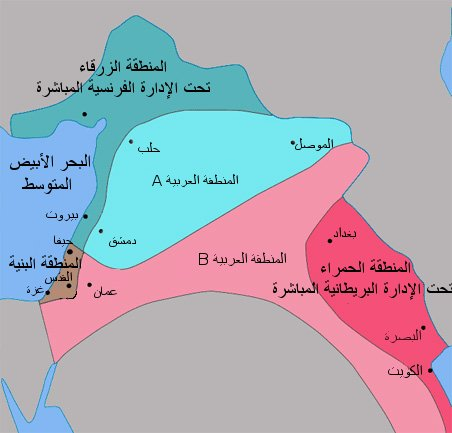 المنطقة الزرقاء
تحت الإدارة الفرنسية المباشرة
حلب
الموصل
البحر الأبيض
المتوسط
المنطقة العربية A
بيروت
دمشق
حيفا
بغداد
المنطقة البنية
المنطقة العربية B
المنطقة الحمراء
القدس
غزة
عمان
تحت الإدارة البريطانية المباشرة
البصرة
الكويت